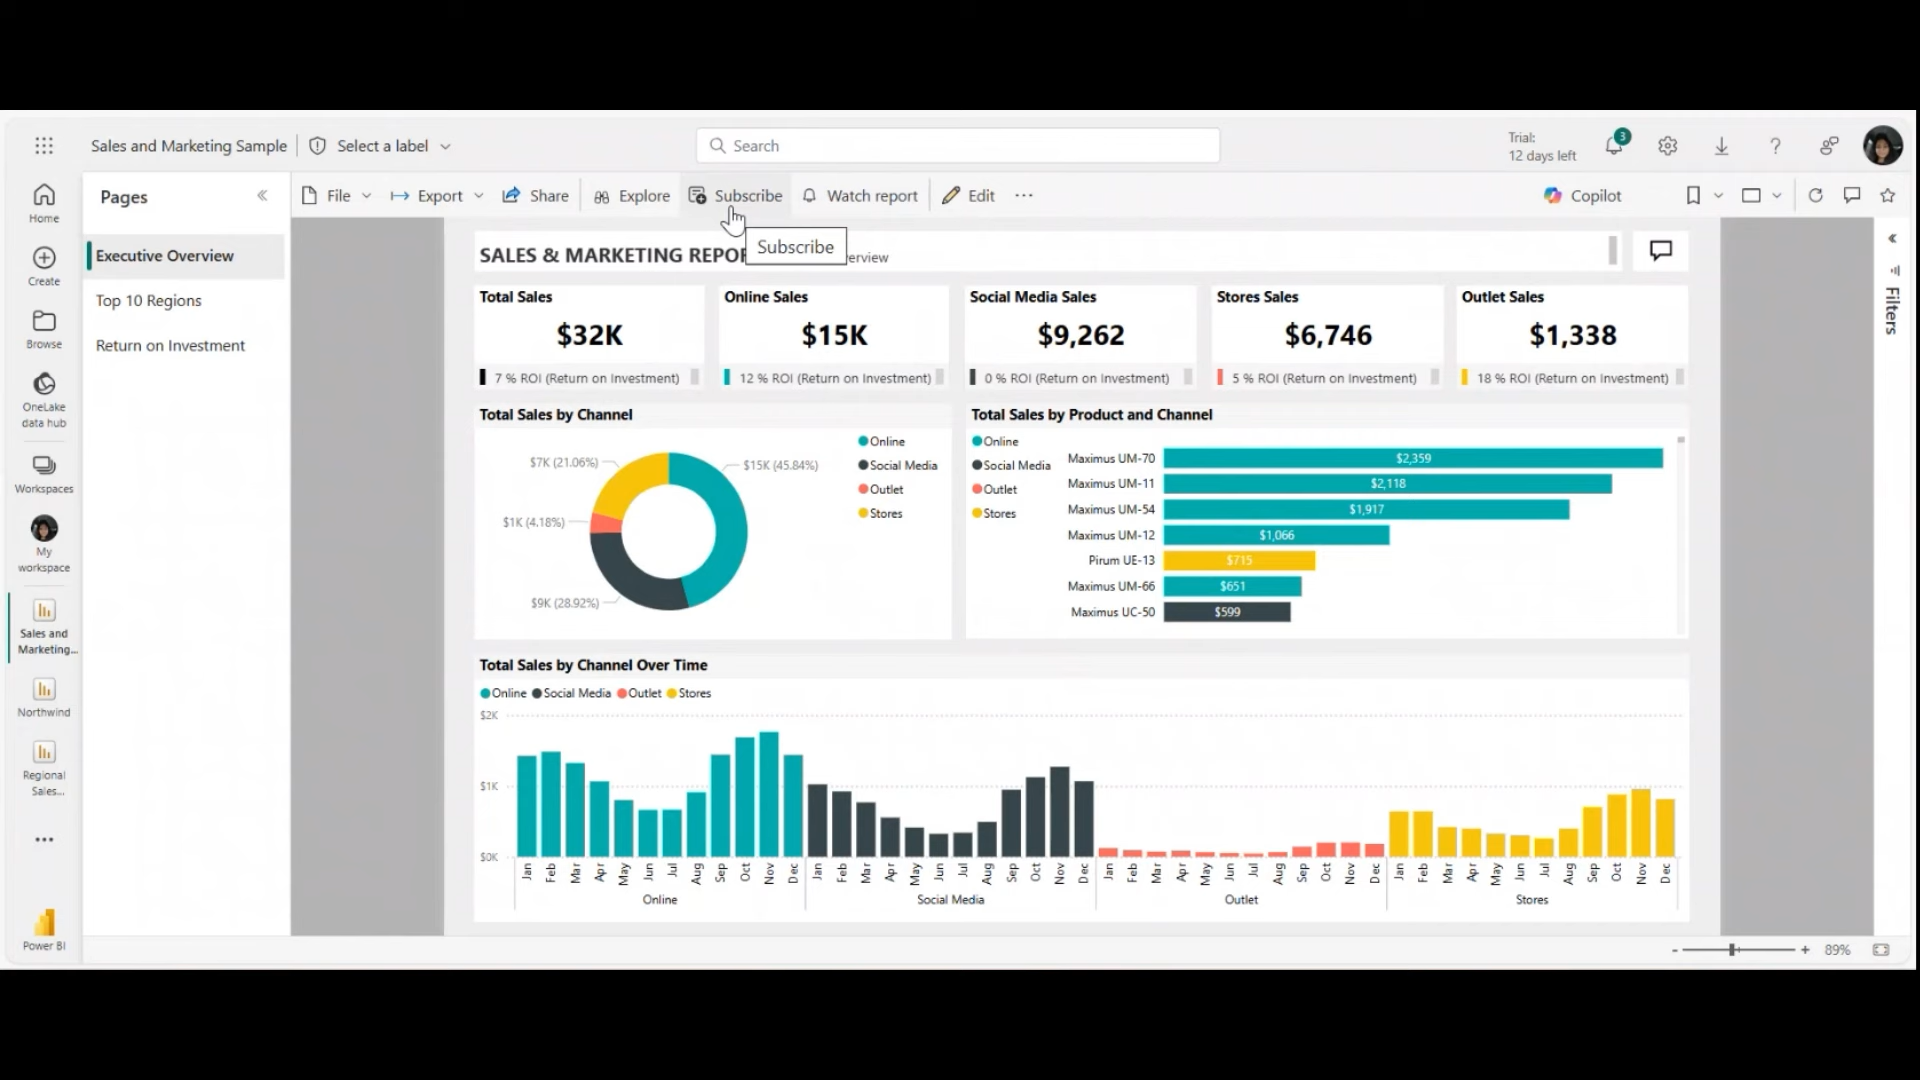 Sales and Marketing Sample
Select a label
Search
Trial:
12 days left
3
Home
Create
Browse
OneLake
data hub
Workspaces
My
workspace
Sales and
Marketing...
Northwind
Regional
Sales...
Power BI
Pages
Executive Overview
Top 10 Regions
Return on Investment
File
Export
Share
Explore
Subscribe
Watch report
Edit
Copilot
Subscribe
SALES & MARKETING REPO
erview
Filters
Total Sales
$32K
7 % ROI (Return on Investment)
Online Sales
$15K
12 % ROI (Return on Investment)
Social Media Sales
$9,262
0 % ROI (Return on Investment)
Stores Sales
$6,746
5 % ROI (Return on Investment)
Outlet Sales
$1,338
18 % ROI (Return on Investment)
Total Sales by Channel
$7K (21.06%)
$15K (45.84%)
$1K (4.18%)
$9K (28.92%)
Online
Social Media
Outlet
Stores
Total Sales by Product and Channel
Online
Social Media
Outlet
Stores
Maximus UM-70 $2,359
Maximus UM-11 $2,118
Maximus UM-54 $1,917
Maximus UM-12 $1,066
Pirum UE-13 $715
Maximus UM-66 $651
Maximus UC-50 $599
Total Sales by Channel Over Time
Online Social Media Outlet Stores
$2K
$1K
$0K
Jan Feb Mar Apr May Jun Jul Aug Sep Oct Nov Dec Jan Feb Mar Apr May Jun Jul Aug Sep Oct Nov Dec Jan Feb Mar Apr May Jun Jul Aug Sep Oct Nov Dec Jan Feb Mar Apr May Jun Jul Aug Sep Oct Nov Dec
Online Social Media Outlet Stores
- + 89%